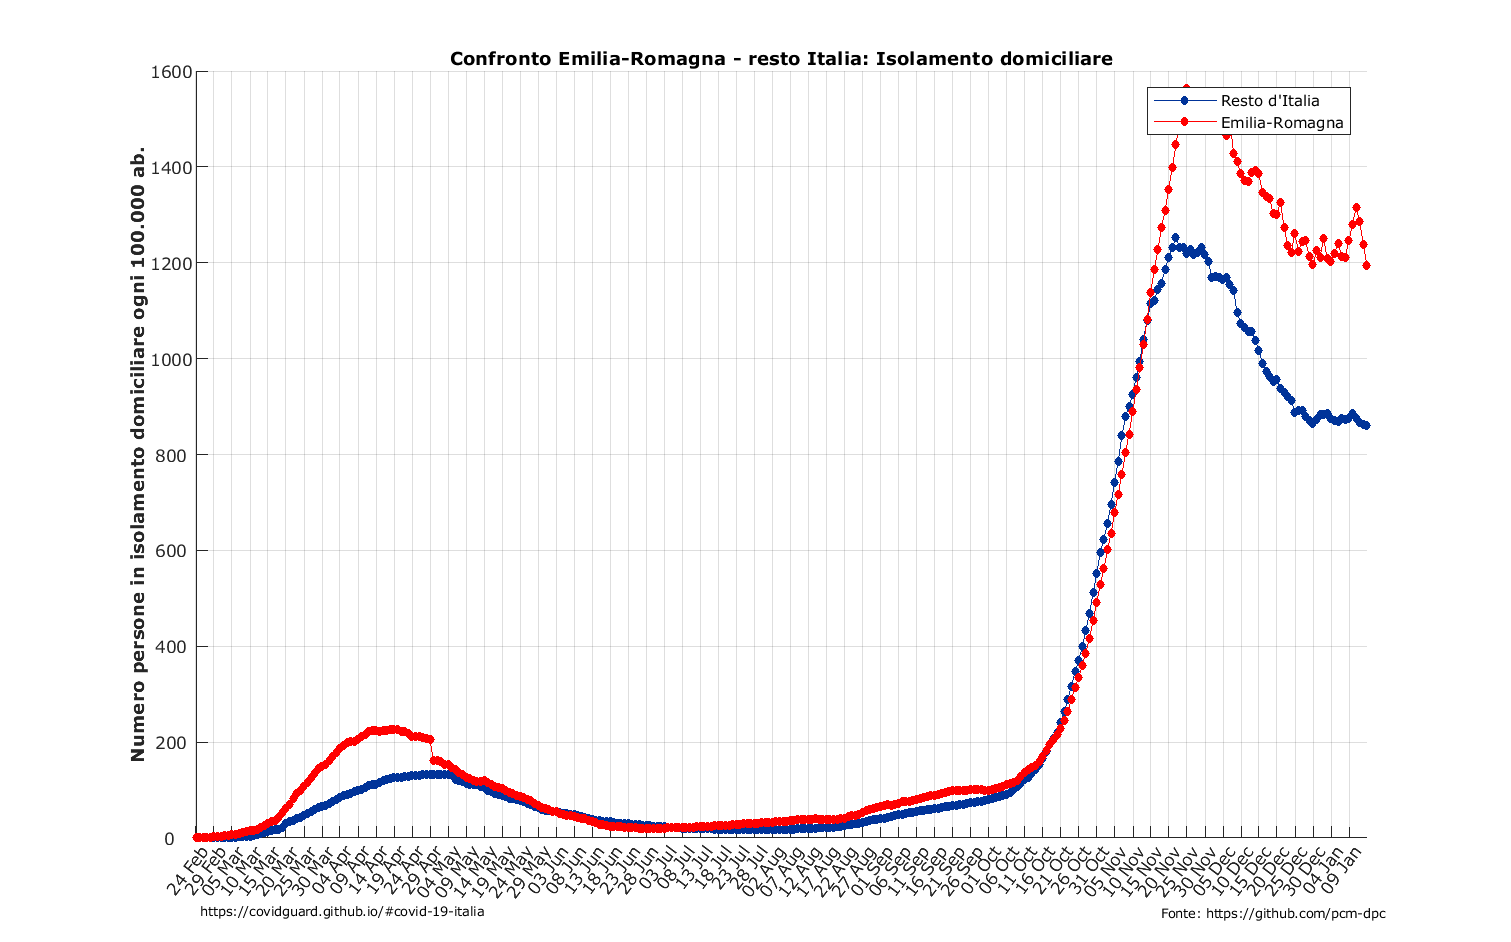 Confronto Emilia-Romagna - resto Italia: Isolamento domiciliare
Numero persone in isolamento domiciliare ogni 100.000 ab.
1600
1400
1200
1000
800
600
400
200
0
Resto d'Italia
Emilia-Romagna
24 Feb
29 Feb
05 Mar
10 Mar
15 Mar
20 Mar
25 Mar
30 Mar
04 Apr
09 Apr
14 Apr
19 Apr
24 Apr
29 Apr
04 May
09 May
14 May
19 May
24 May
29 May
03 Jun
08 Jun
13 Jun
18 Jun
23 Jun
28 Jun
03 Jul
08 Jul
13 Jul
18 Jul
23 Jul
28 Jul
02 Aug
07 Aug
12 Aug
17 Aug
22 Aug
27 Aug
01 Sep
06 Sep
11 Sep
16 Sep
21 Sep
26 Sep
01 Oct
06 Oct
11 Oct
16 Oct
21 Oct
26 Oct
31 Oct
05 Nov
10 Nov
15 Nov
20 Nov
25 Nov
30 Nov
05 Dec
10 Dec
15 Dec
20 Dec
25 Dec
30 Dec
04 Jan
09 Jan
https://covidguard.github.io/#covid-19-italia
Fonte: https://github.com/pcm-dpc